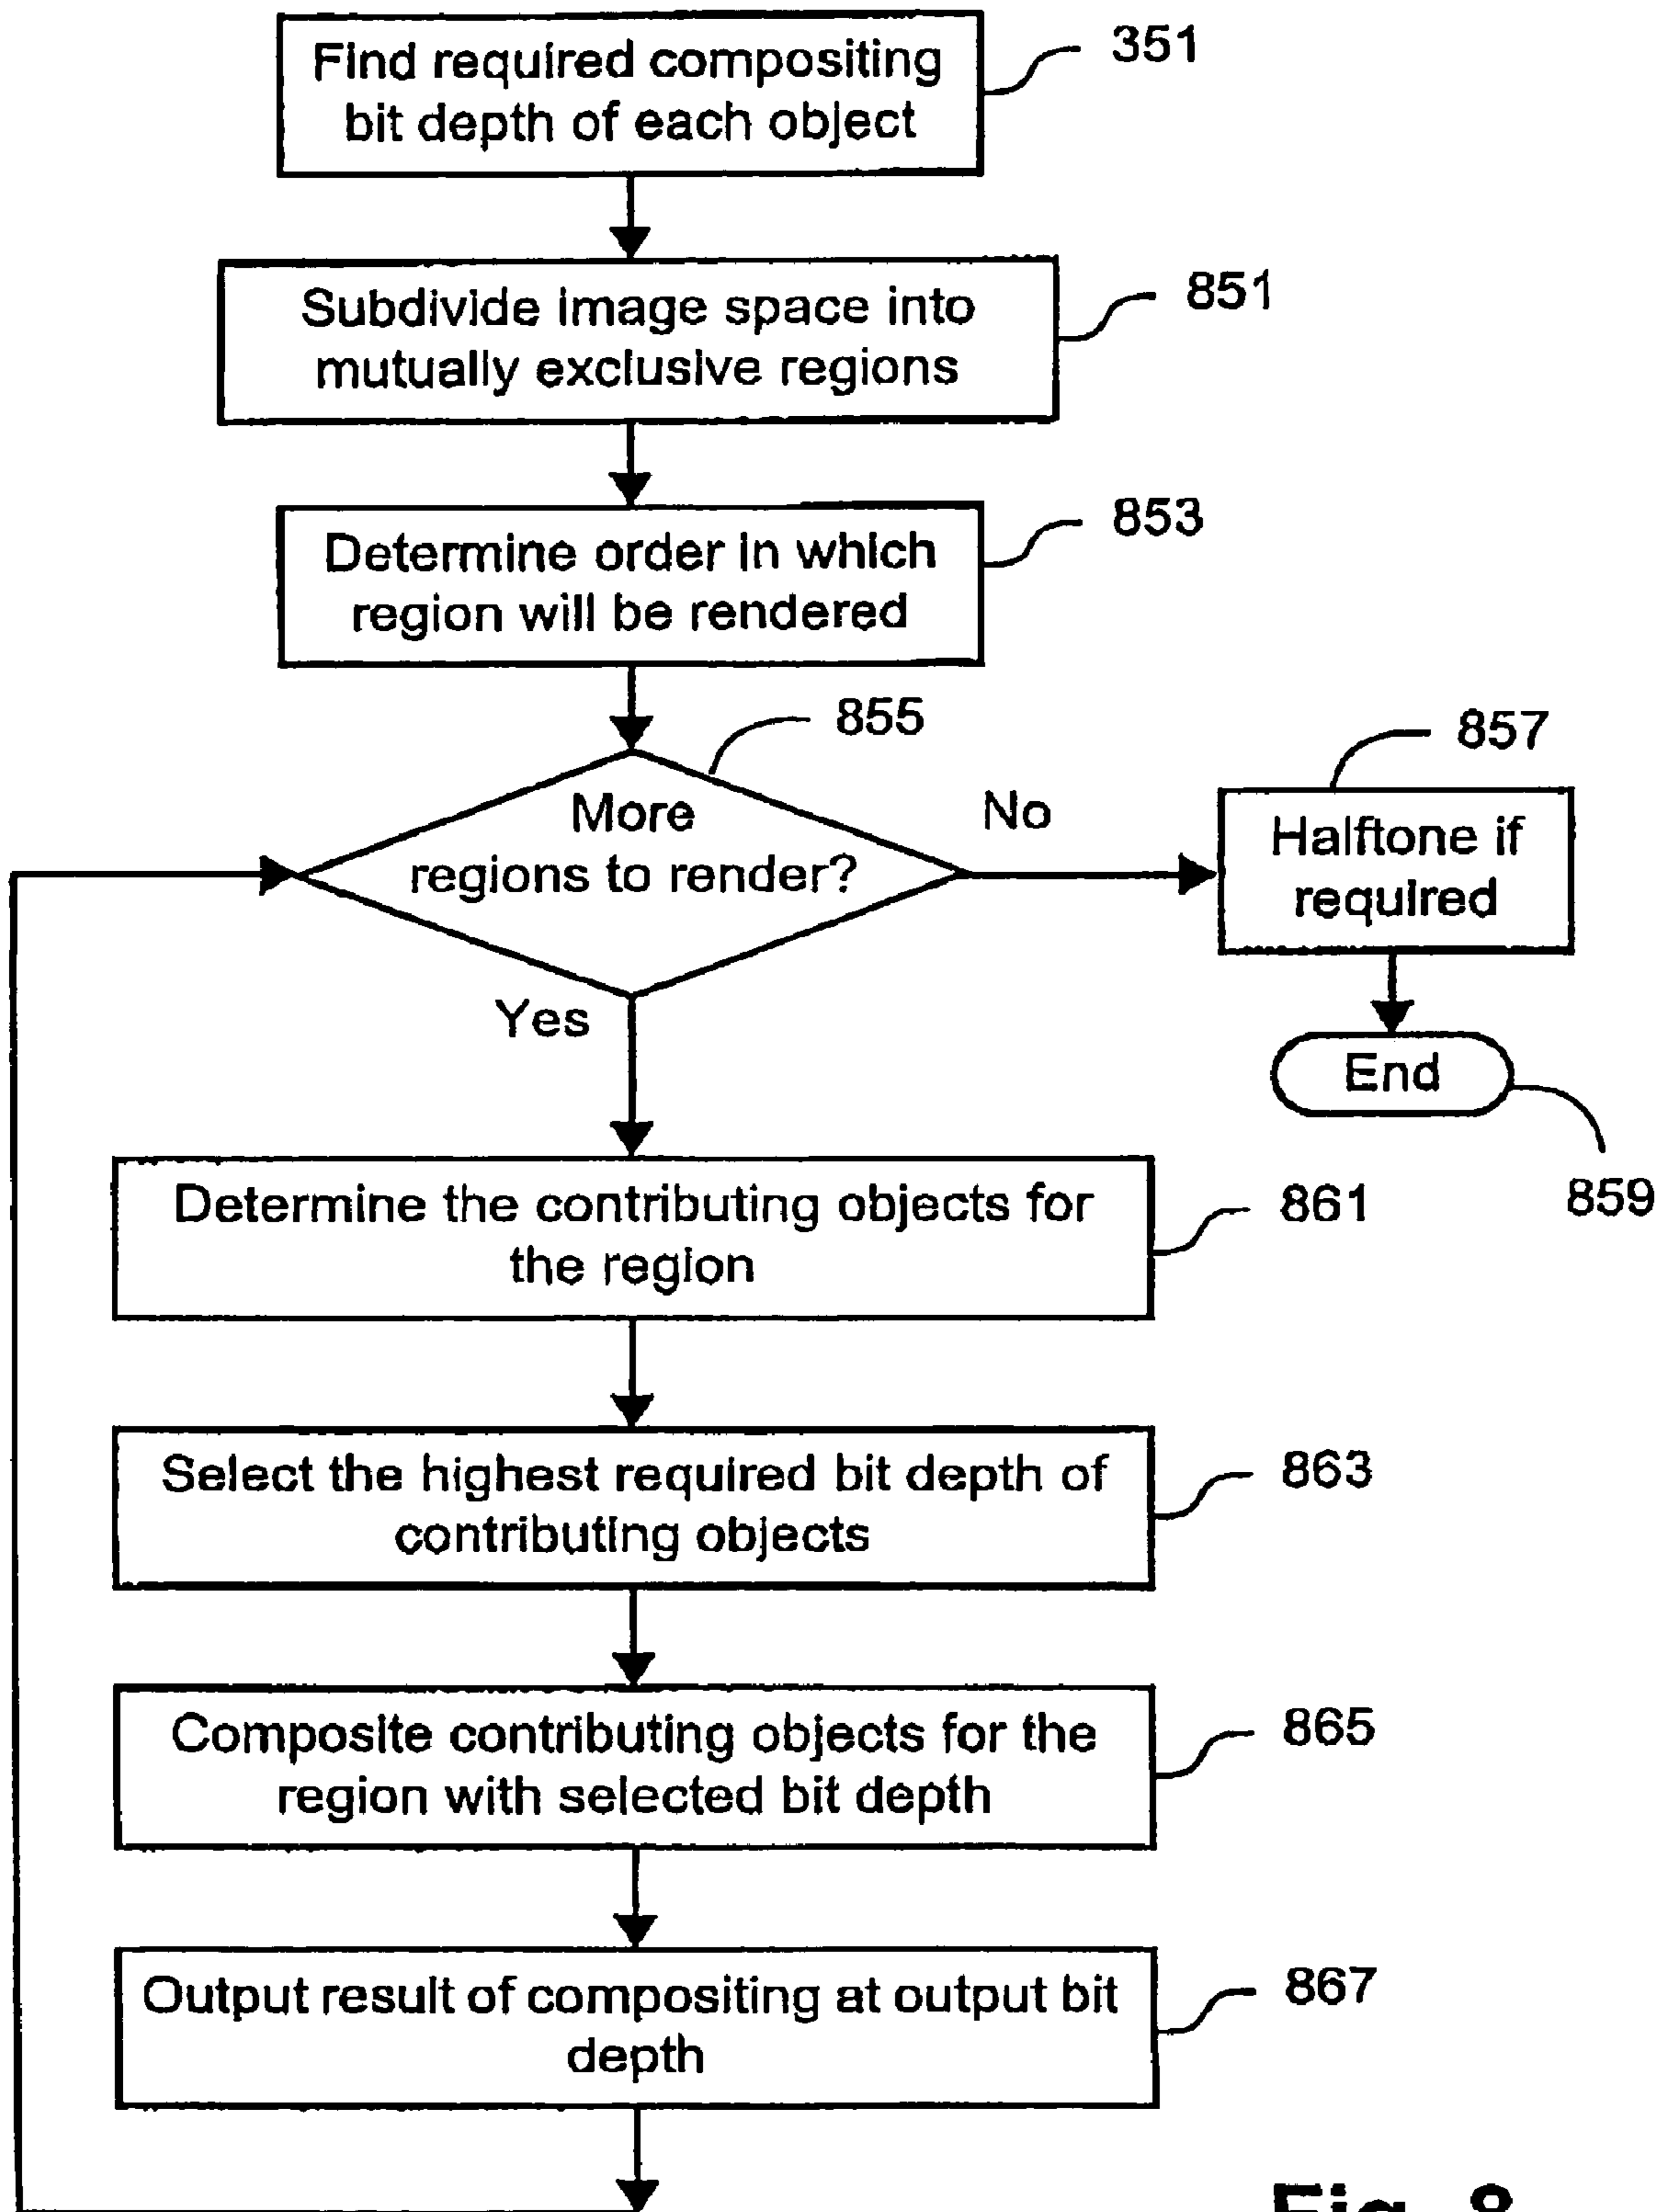 Find required compositing
bit depth of each object
351
Subdivide image space into
mutually exclusive regions
851
Determine order in which
region will be rendered
853
855
More
regions to render?
No
Yes
857
Halftone if
required
End
859
Determine the contributing objects for
the region
861
Select the highest required bit depth of
contributing objects
863
Composite contributing objects for the
region with selected bit depth
865
Output result of compositing at output bit
depth
867
Fig. 8